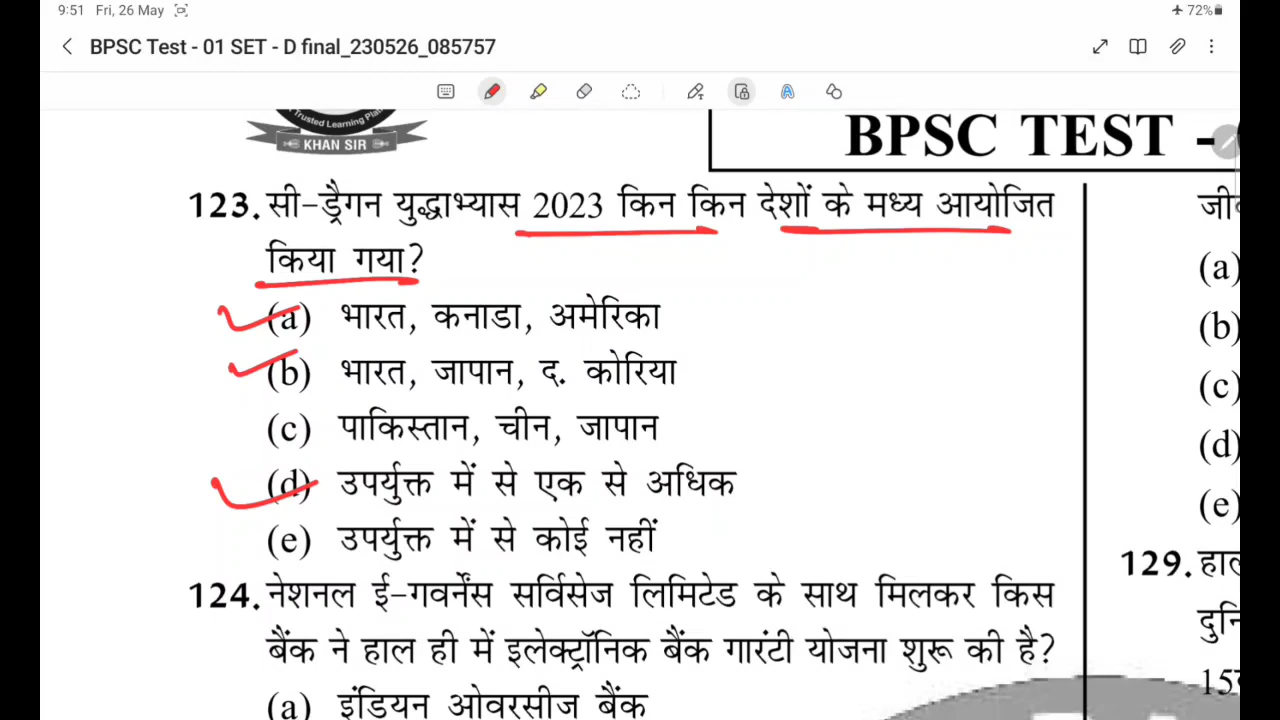 9:51 Fri, 26 May
72%
BPSC Test - 01 SET - D final_230526_085757
Trusted Learning
KHAN SIR
BPSC TEST -
123. सी-ड्रैगन युद्धाभ्यास 2023 किन किन देशों के मध्य आयोजित
किया गया?
(a) भारत, कनाडा, अमेरिका
(b) भारत, जापान, द. कोरिया
(c) पाकिस्तान, चीन, जापान
(d) उपर्युक्त में से एक से अधिक
(e) उपर्युक्त में से कोई नहीं
124. नेशनल ई-गवर्नेंस सर्विसेज लिमिटेड के साथ मिलकर किस
बैंक ने हाल ही में इलेक्ट्रॉनिक बैंक गारंटी योजना शुरू की है?
(a) इंडियन ओवरसीज बैंक
(a)
(b)
(c)
(d)
(e)
129.